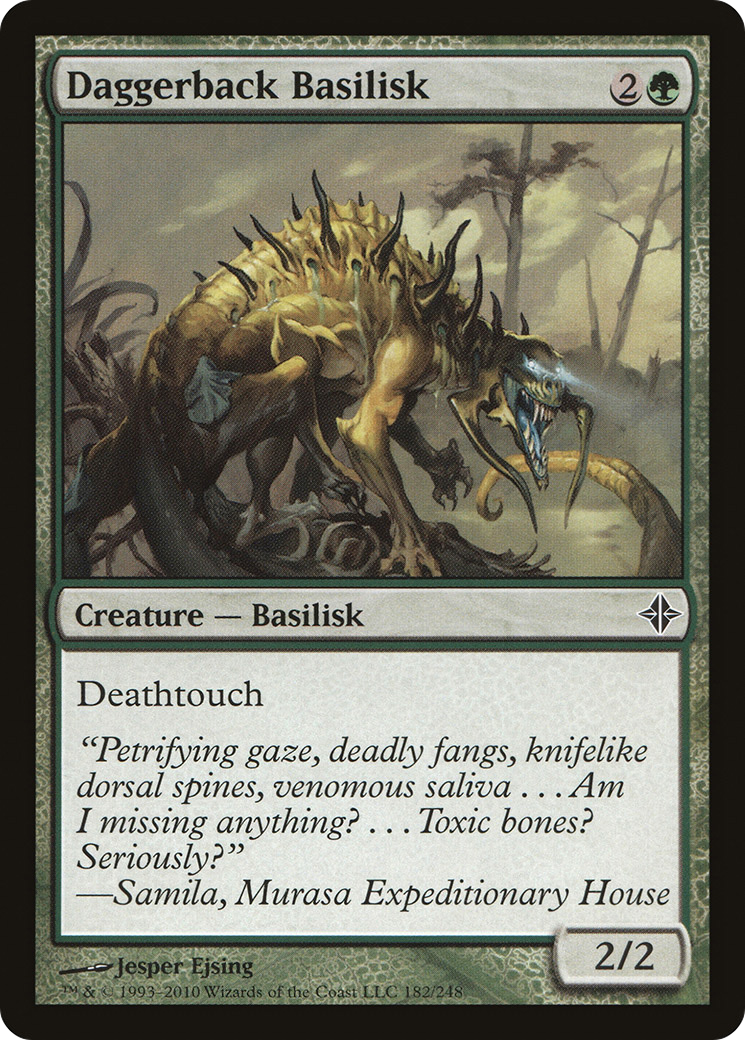 Daggerback Basilisk 2
Creature — Basilisk
Deathtouch
“Petrifying gaze, deadly fangs, knifelike
dorsal spines, venomous saliva . . . Am
I missing anything? . . . Toxic bones?
Seriously?”
—Samila, Murasa Expeditionary House
2/2
Jesper Ejsing
™ & © 1993–2010 Wizards of the Coast LLC 182/248